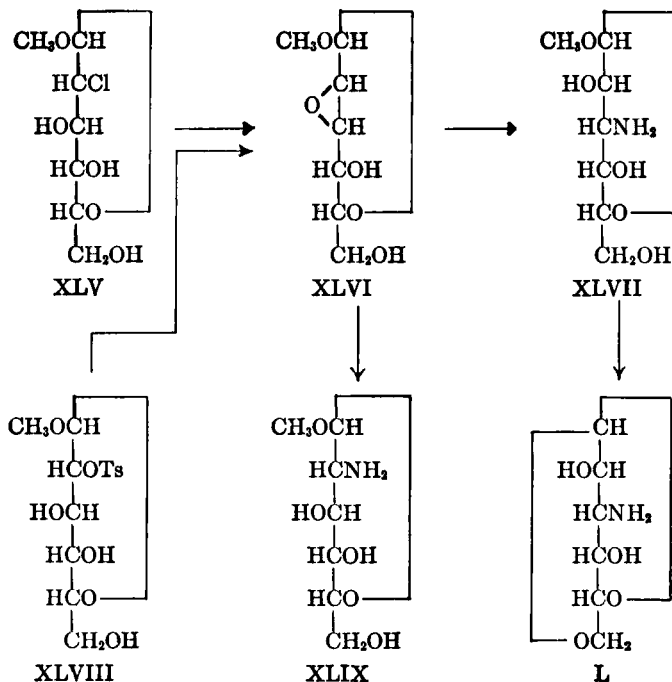 CH₃OCH CH₃OCH CH₃OCH
HCCl CH HOCH
O
HOCH CH HCNH₂
HCOH HCOH HCOH
HCO HCO HCO
CH₂OH CH₂OH CH₂OH
XLV XLVI XLVII
CH₃OCH CH₃OCH CH
HCOTs HCNH₂ HOCH
HOCH HOCH HCNH₂
HCOH HCOH HCOH
HCO HCO HCO
CH₂OH CH₂OH OCH₂
XLVIII XLIX L